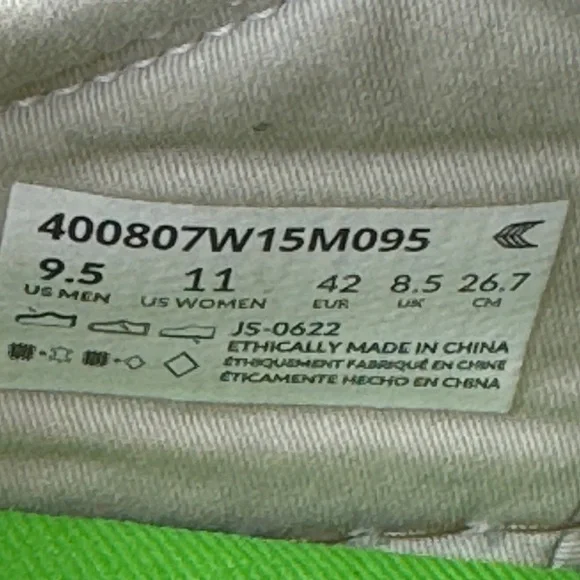 400807W15M095
9.5 11 42 8.5 26.7
US MEN US WOMEN EUR UK CM
JS-0622
ETHICALLY MADE IN CHINA
ÉTHIQUEMENT FABRIQUÉ EN CHINE
ÉTICAMENTE HECHO EN CHINA